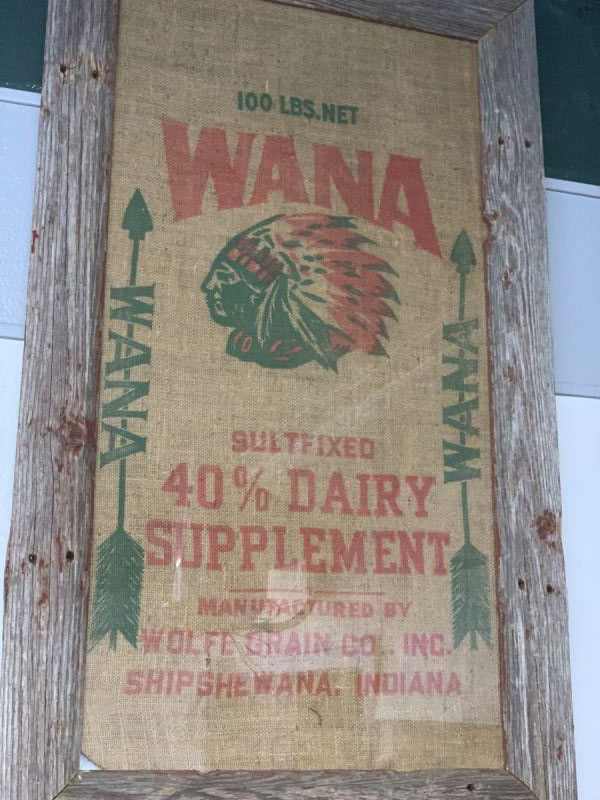 100 LBS.NET
WANA
WANA
WANA
SULTFIXED
40% DAIRY
SUPPLEMENT
MANUFACTURED BY
WOLFE GRAIN CO., INC.
SHIPSHEWANA, INDIANA